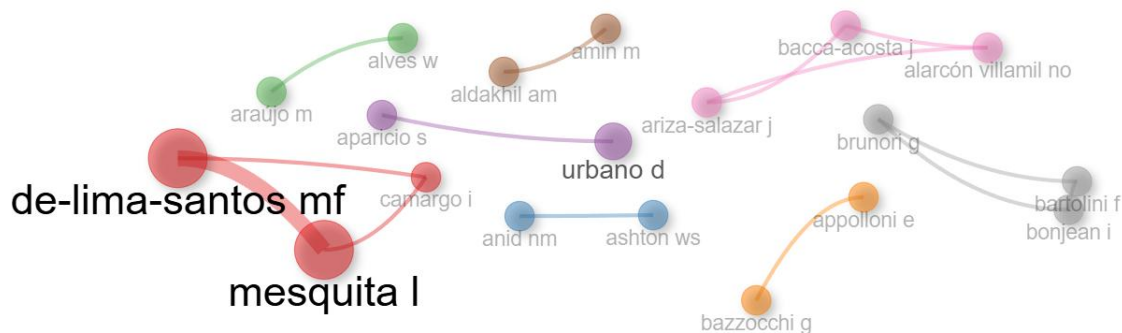 alves w
amin m
bacca-acosta j
alarcón villamil no
aldakhil am
araújo m
aparicio s
ariza-salazar j
brunori g
urbano d
de-lima-santos mf
camargo i
bartolini f
appolloni e
anid nm
ashton ws
bonjean i
mesquita l
bazzocchi g